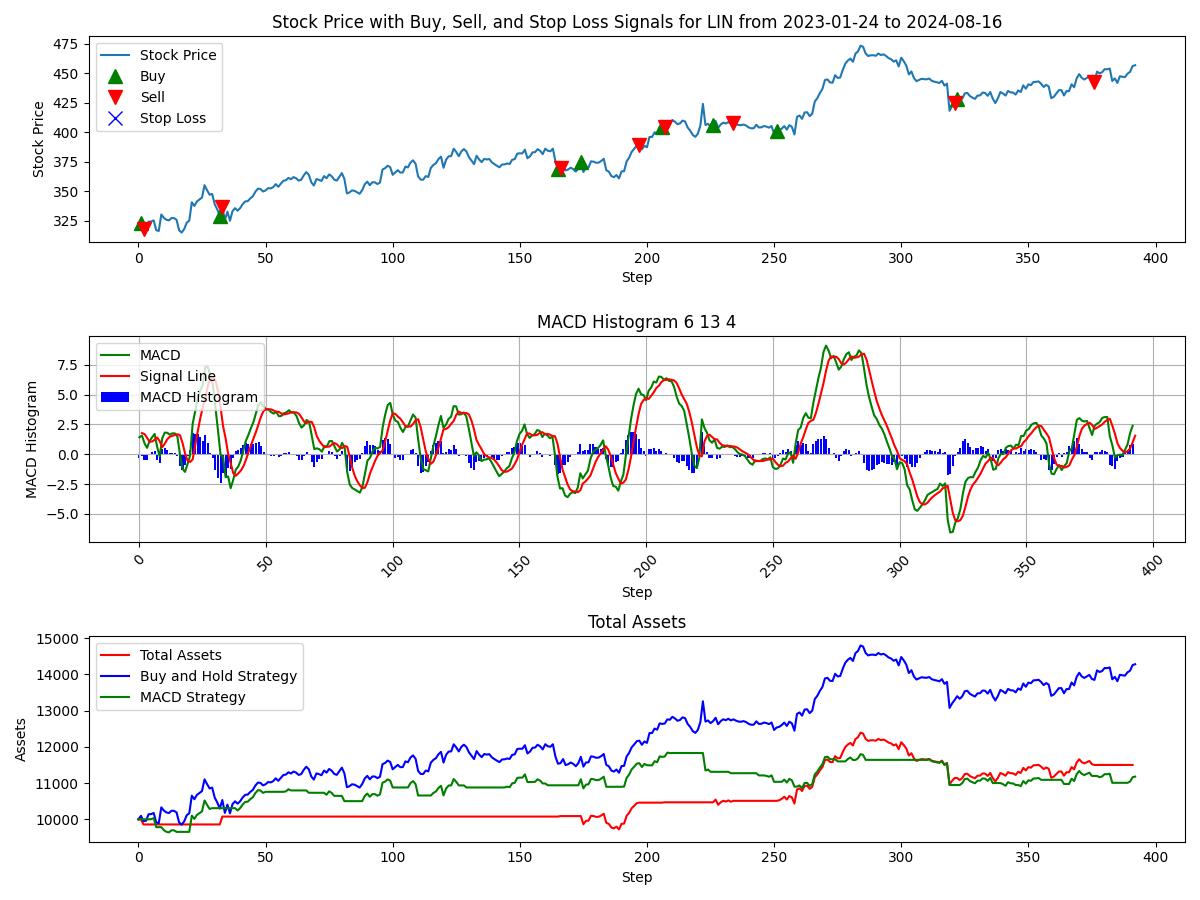 Stock Price with Buy, Sell, and Stop Loss Signals for LIN from 2023-01-24 to 2024-08-16
475
450
425
400
375
350
325
Stock Price
Stock Price
Buy
Sell
Stop Loss
0 50 100 150 200 250 300 350 400
Step
MACD Histogram 6 13 4
7.5
5.0
2.5
0.0
−2.5
−5.0
MACD Histogram
MACD
Signal Line
MACD Histogram
0 50 100 150 200 250 300 350 400
Step
Total Assets
15000
14000
13000
12000
11000
10000
Assets
Total Assets
Buy and Hold Strategy
MACD Strategy
0 50 100 150 200 250 300 350 400
Step